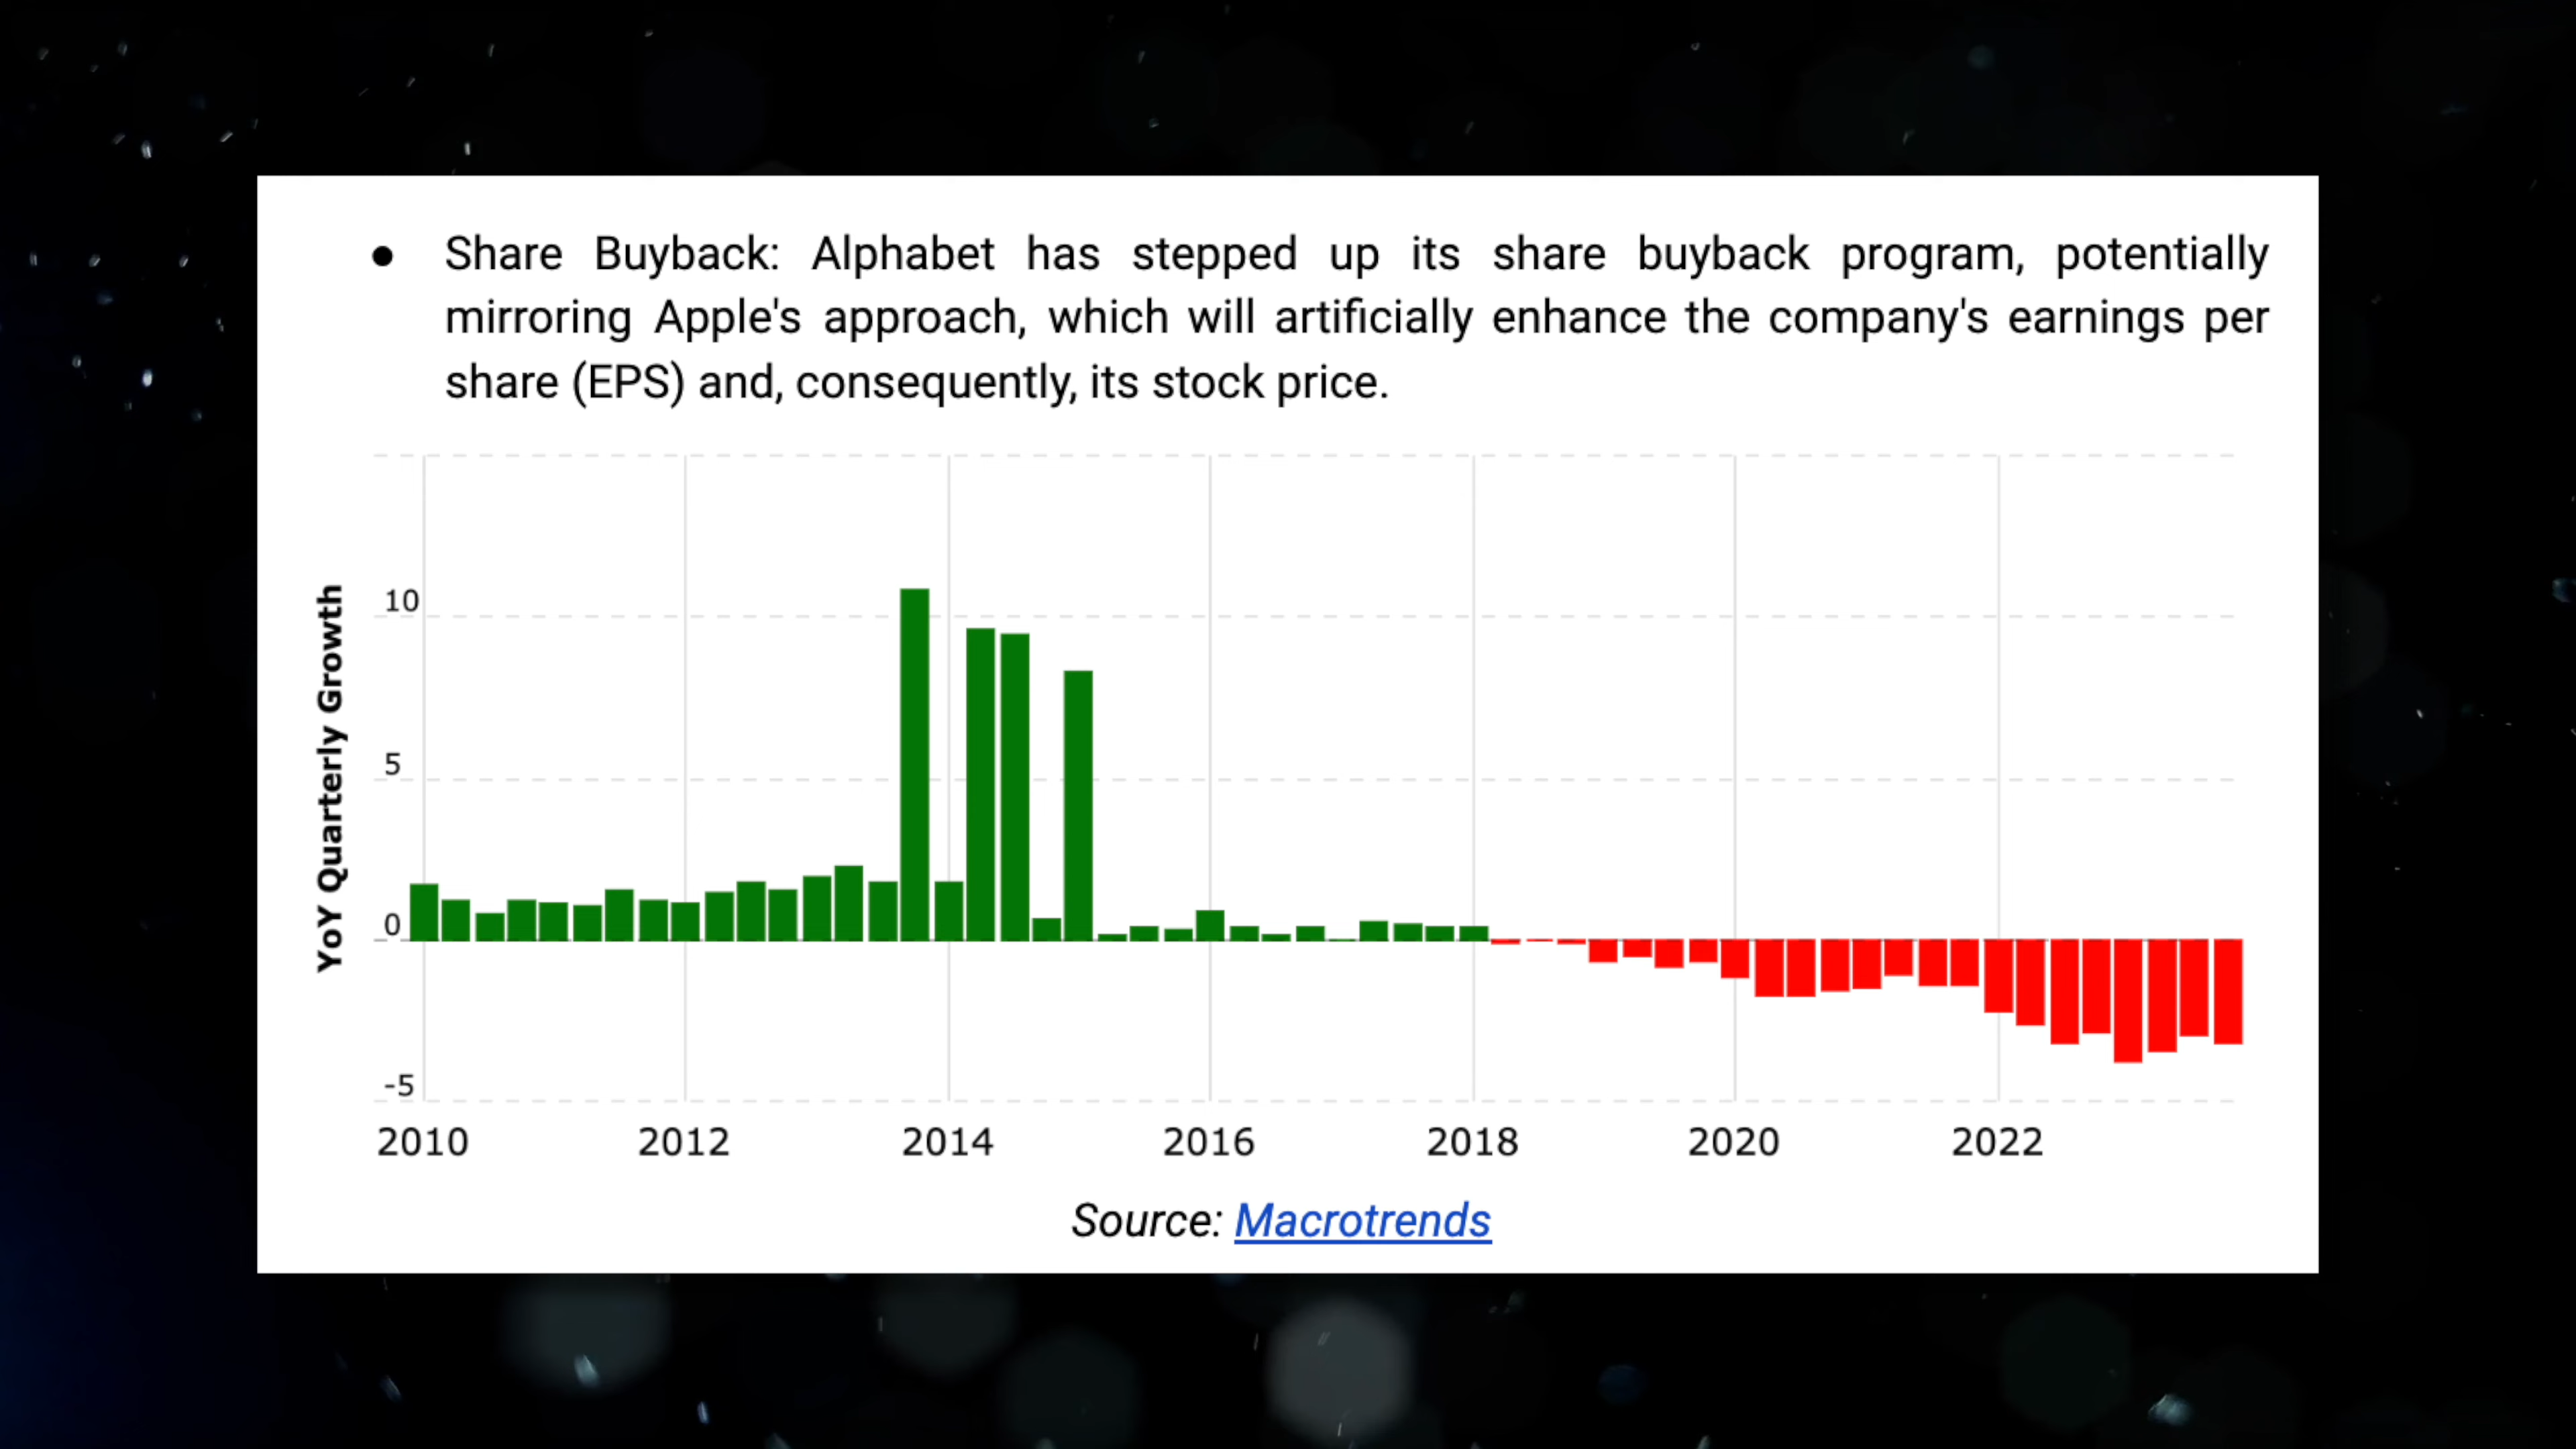 ● Share Buyback: Alphabet has stepped up its share buyback program, potentially
mirroring Apple's approach, which will artificially enhance the company's earnings per
share (EPS) and, consequently, its stock price.
YoY Quarterly Growth
10
5
0
-5
2010 2012 2014 2016 2018 2020 2022
Source: Macrotrends